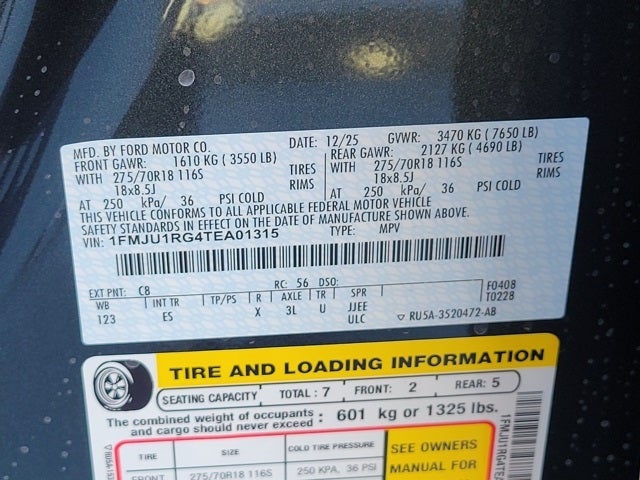 MFD. BY FORD MOTOR CO. DATE: 12/25 GVWR: 3470 KG ( 7650 LB)
FRONT GAWR: 1610 KG ( 3550 LB) REAR GAWR: 2127 KG ( 4690 LB)
WITH 275/70R18 116S TIRES WITH 275/70R18 116S TIRES
18x8.5J RIMS 18x8.5J RIMS
AT 250 kPa/ 36 PSI COLD AT 250 kPa/ 36 PSI COLD
THIS VEHICLE CONFORMS TO ALL APPLICABLE FEDERAL MOTOR VEHICLE
SAFETY STANDARDS IN EFFECT ON THE DATE OF MANUFACTURE SHOWN ABOVE.
VIN: 1FMJU1RG4TEA01315 TYPE: MPV
EXT PNT: C8 RC: 56 DSO: F0408
WB INT TR TP/PS R AXLE TR SPR T0228
123 ES X 3L U JJEE
ULC ▽ RU5A-3520472-AB
TIRE AND LOADING INFORMATION
SEATING CAPACITY TOTAL : 7 FRONT: 2 REAR: 5
The combined weight of occupants and cargo should never exceed : 601 kg or 1325 lbs.
TIRE SIZE COLD TIRE PRESSURE SEE OWNERS
FRONT 275/70R18 116S 250 KPA, 36 PSI MANUAL FOR
1FMJU1RG4TE